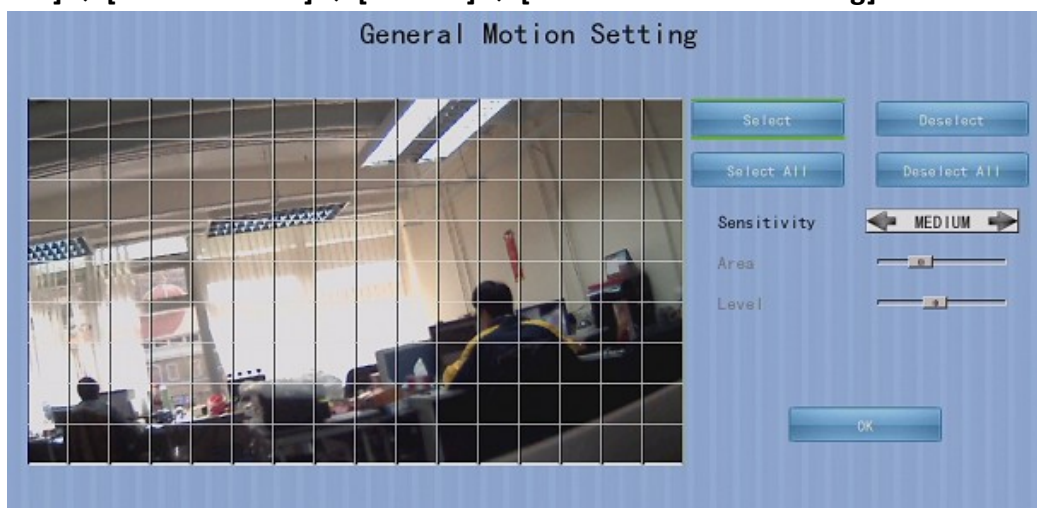 General Motion Setting
Select
Deselect
Select All
Deselect All
Sensitivity
MEDIUM
Area
Level
OK